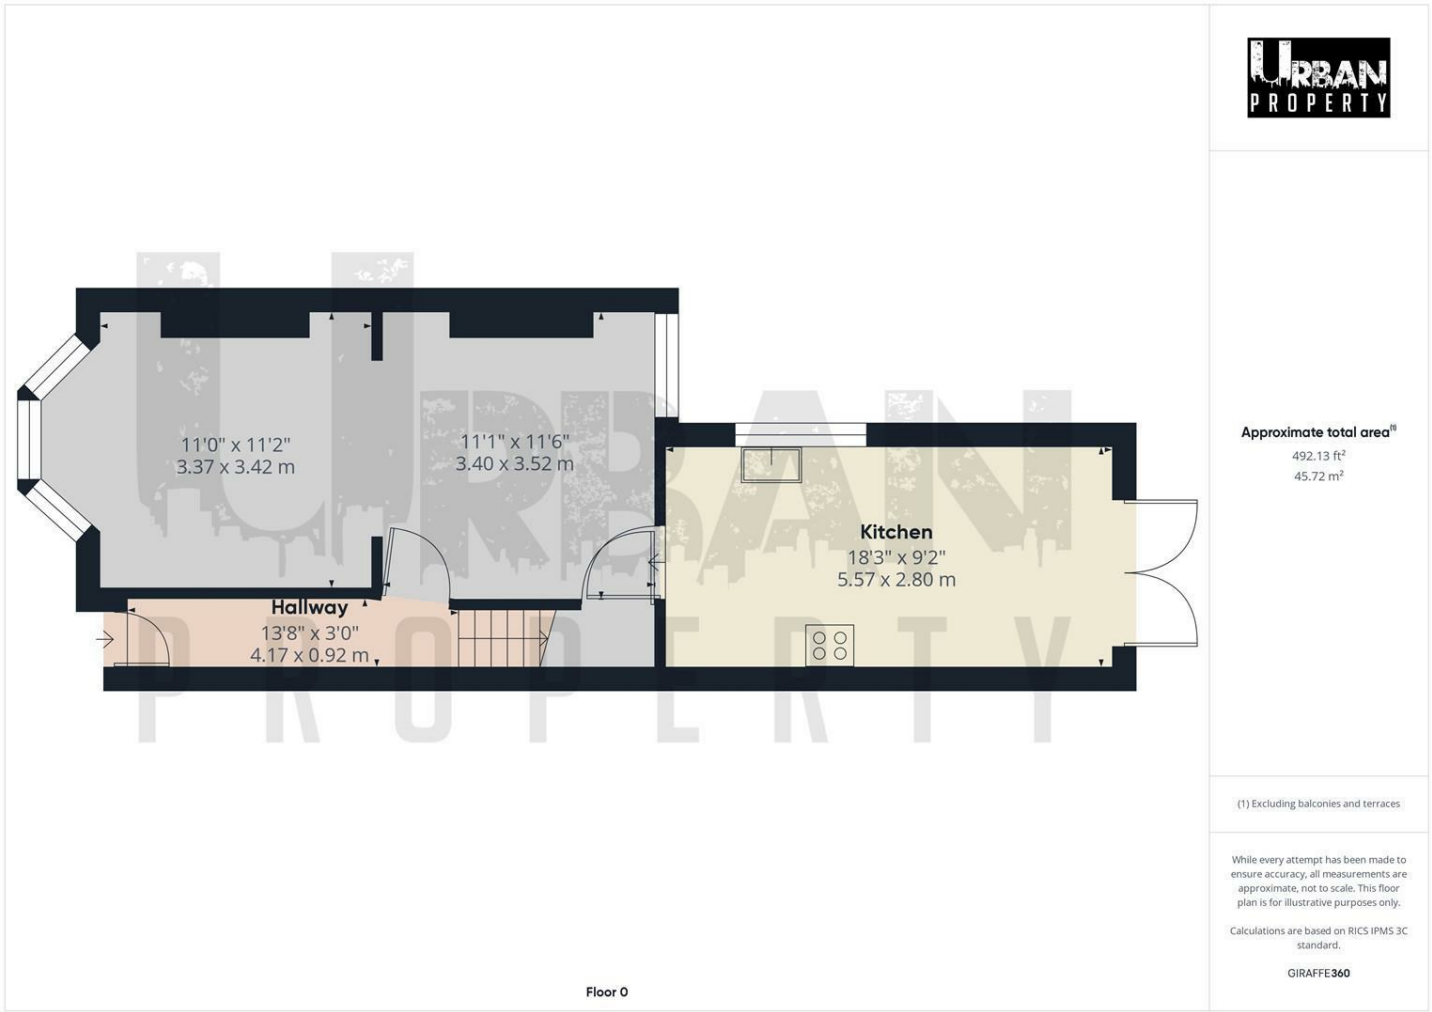 URBAN
PROPERTY
11'0" x 11'2"
3.37 x 3.42 m
11'1" x 11'6"
3.40 x 3.52 m
Kitchen
18'3" x 9'2"
5.57 x 2.80 m
Hallway
13'8" x 3'0"
4.17 x 0.92 m
URBAN
PROPERTY
Floor 0
Approximate total area(1)
492.13 ft²
45.72 m²
(1) Excluding balconies and terraces
While every attempt has been made to
ensure accuracy, all measurements are
approximate, not to scale. This floor
plan is for illustrative purposes only.
Calculations are based on RICS IPMS 3C
standard.
GIRAFFE360